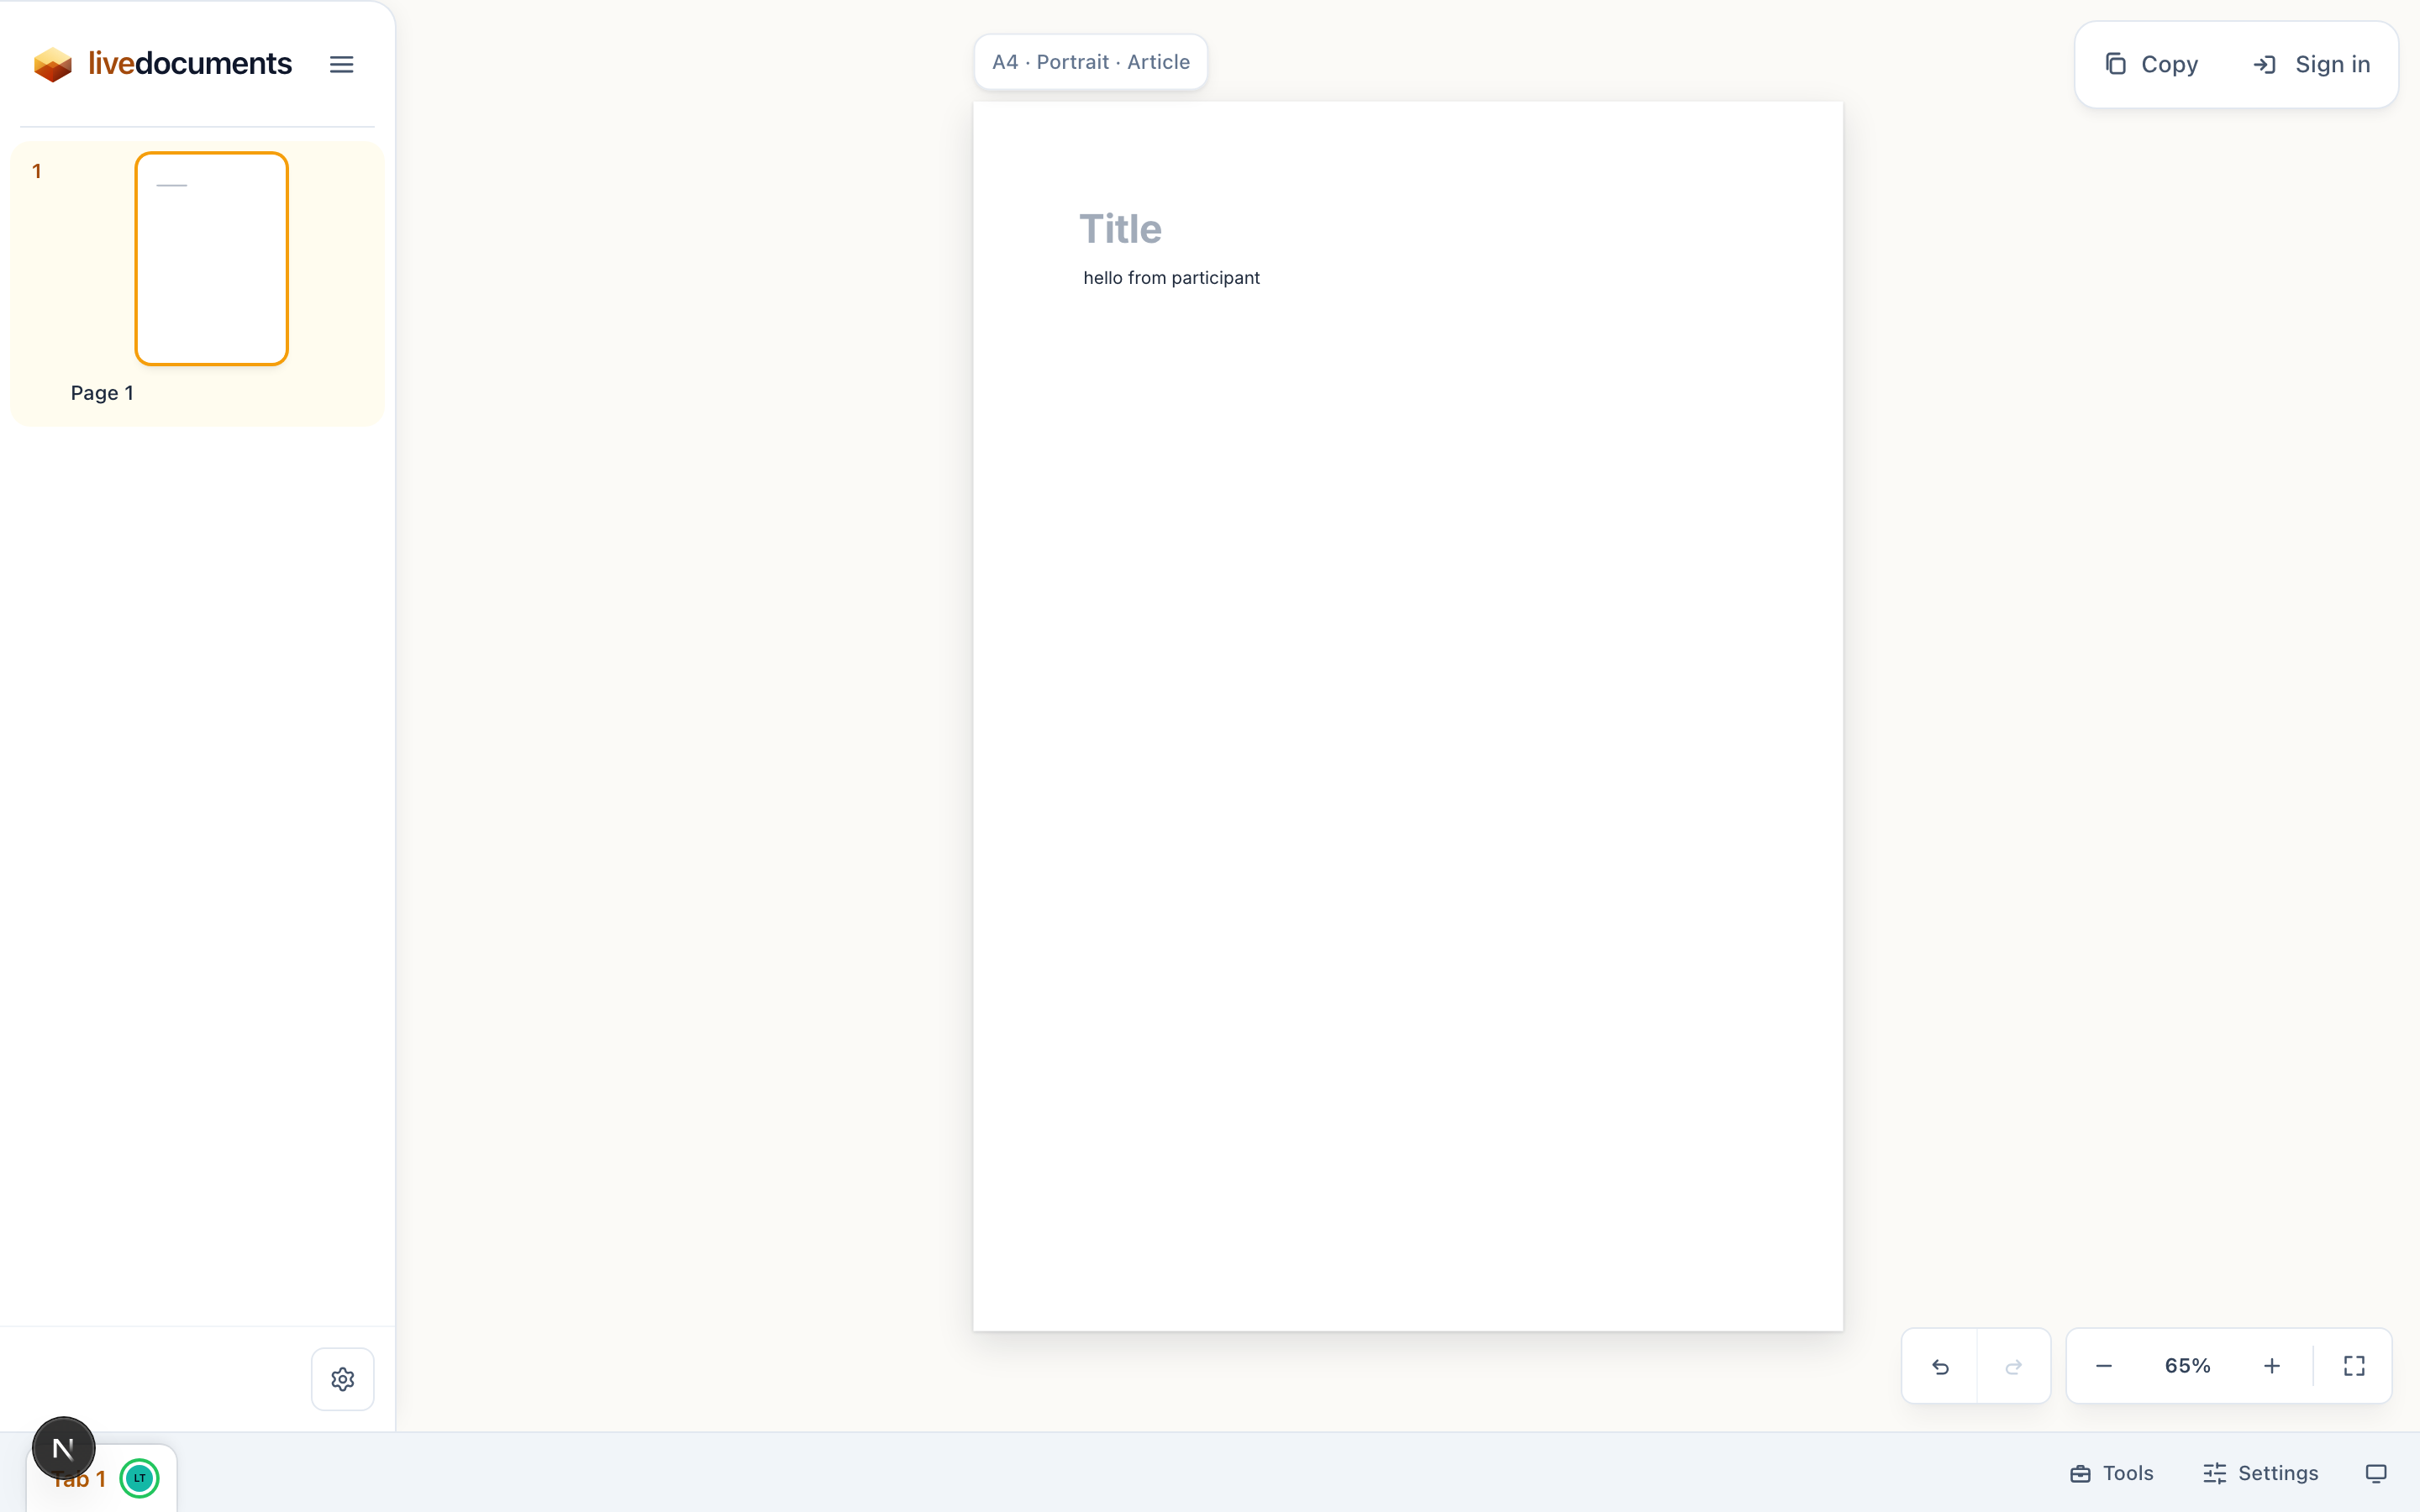 livedocuments
1
Page 1
A4 · Portrait · Article
Title
hello from participant
Copy
Sign in
65%
N
Tab 1
LT
Tools
Settings